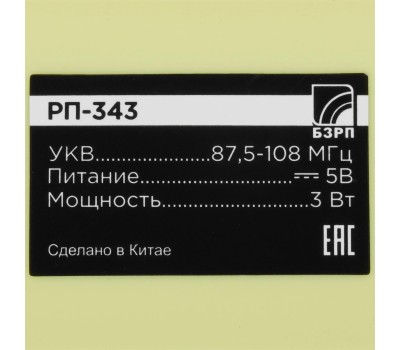 РП-343
БЗРП
УКВ....................87,5-108 МГц
Питание........................⎓ 5В
Мощность........................3 Вт
Сделано в Китае
ЕАС